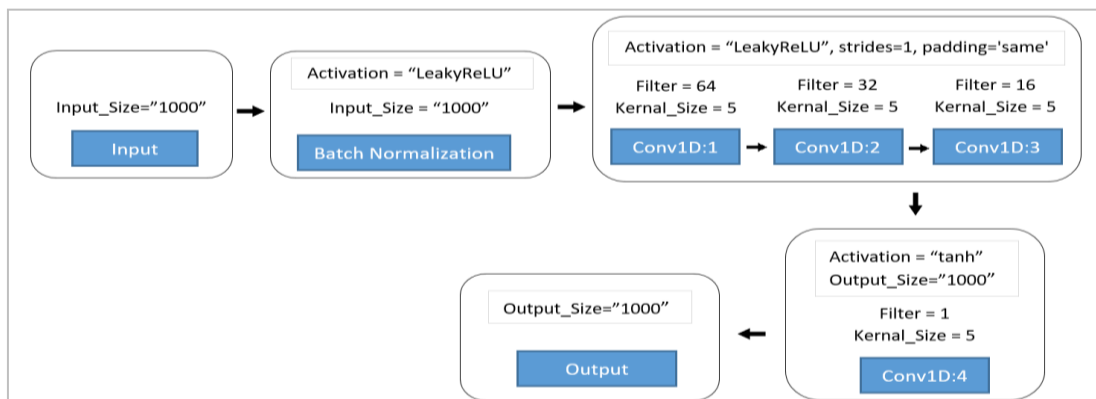 Input_Size=”1000”
Input
Activation = “LeakyReLU”
Input_Size = “1000”
Batch Normalization
Activation = “LeakyReLU”, strides=1, padding='same'
Filter = 64
Kernal_Size = 5
Conv1D:1
Filter = 32
Kernal_Size = 5
Conv1D:2
Filter = 16
Kernal_Size = 5
Conv1D:3
Activation = “tanh”
Output_Size=”1000”
Filter = 1
Kernal_Size = 5
Conv1D:4
Output_Size=”1000”
Output